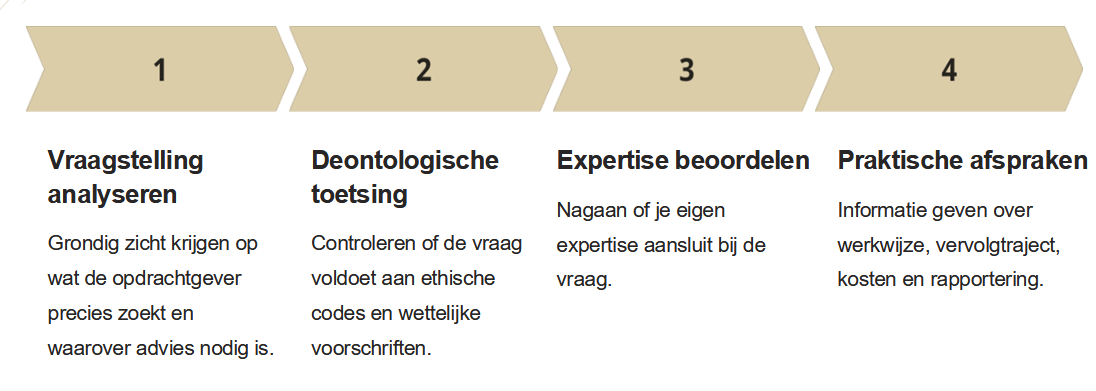 1
2
3
4
Vraagstelling
analyseren
Grondig zicht krijgen op
wat de opdrachtgever
precies zoekt en
waarover advies nodig is.
Deontologische
toetsing
Controleren of de vraag
voldoet aan ethische
codes en wettelijke
voorschriften.
Expertise beoordelen
Nagaan of je eigen
expertise aansluit bij de
vraag.
Praktische afspraken
Informatie geven over
werkwijze, vervolgtraject,
kosten en rapportering.